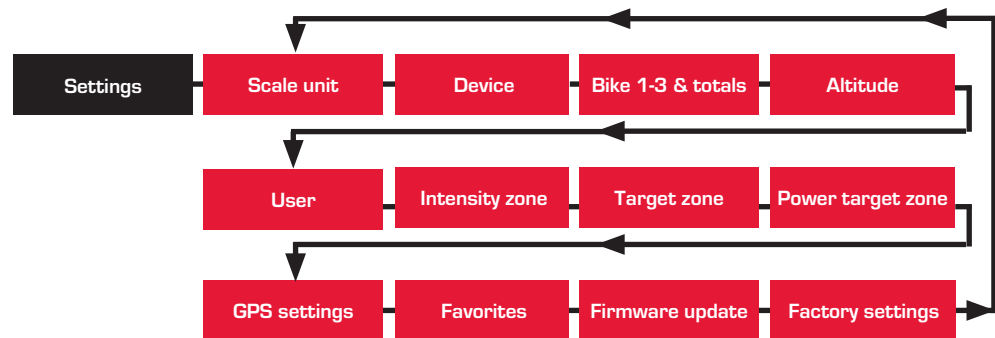 Settings
Scale unit
Device
Bike 1-3 & totals
Altitude
User
Intensity zone
Target zone
Power target zone
GPS settings
Favorites
Firmware update
Factory settings